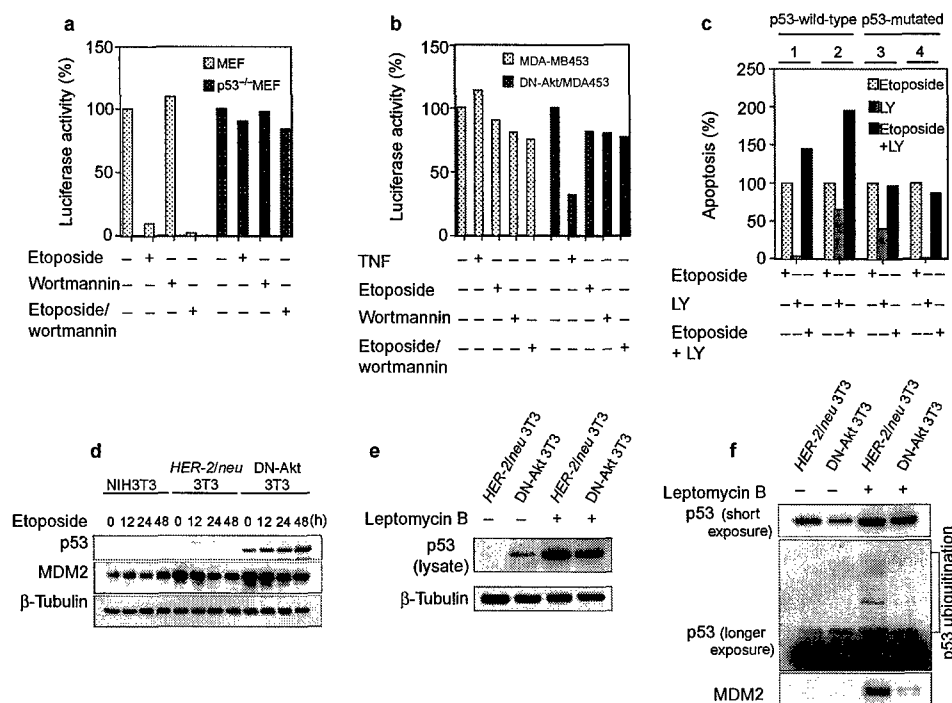 a
150
100
50
0
Luciferase activity (%)
MEF
p53–/–MEF
Etoposide – + – – – + – –
Wortmannin – – + – – – + –
Etoposide/
wortmannin – – – + – – – +
b
150
100
50
0
Luciferase activity (%)
MDA-MB453
DN-Akt/MDA453
TNF – + – – – – + – – –
Etoposide – – + – – – – + – –
Wortmannin – – – + – – – – + –
Etoposide/
wortmannin – – – – + – – – – +
c
p53-wild-type p53-mutated
1 2 3 4
250
200
150
100
50
0
Apoptosis (%)
Etoposide
LY
Etoposide
+LY
Etoposide +–– +–– +–– +––
LY –+– –+– –+– –+–
Etoposide
+ LY ––+ ––+ ––+ ––+
d
NIH3T3 HER-2/neu 3T3 DN-Akt 3T3
Etoposide 0 12 24 48 0 12 24 48 0 12 24 48 (h)
p53
MDM2
β-Tubulin
e
HER-2/neu 3T3 DN-Akt 3T3 HER-2/neu 3T3 DN-Akt 3T3
Leptomycin B – – + +
p53
(lysate)
β-Tubulin
f
HER-2/neu 3T3 DN-Akt 3T3 HER-2/neu 3T3 DN-Akt 3T3
Leptomycin B – – + +
p53 (short
exposure)
p53 (longer
exposure)
p53 ubiquitination
MDM2